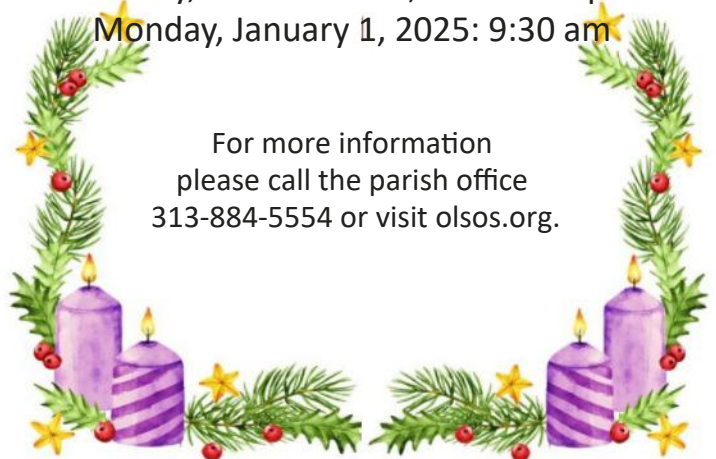 Monday, January 1, 2025: 9:30 am
For more information
please call the parish office
313-884-5554 or visit olsos.org.